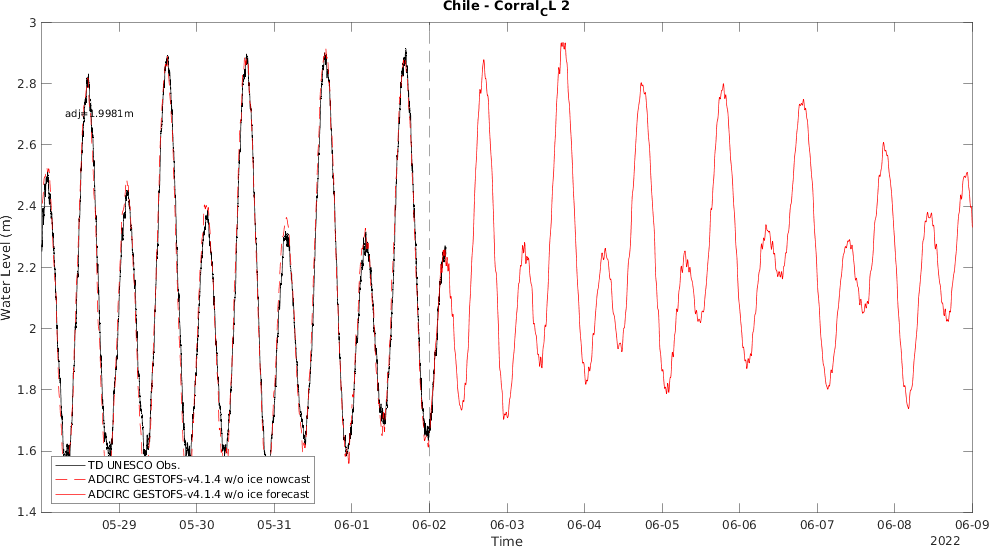 Chile - Corral_CL 2
3
2.8
adj=1.9981m
2.6
2.4
Water Level (m)
2.2
2
1.8
1.6
TD UNESCO Obs.
ADCIRC GESTOFS-v4.1.4 w/o ice nowcast
ADCIRC GESTOFS-v4.1.4 w/o ice forecast
1.4
05-29 05-30 05-31 06-01 06-02 06-03 06-04 06-05 06-06 06-07 06-08 06-09
Time
2022